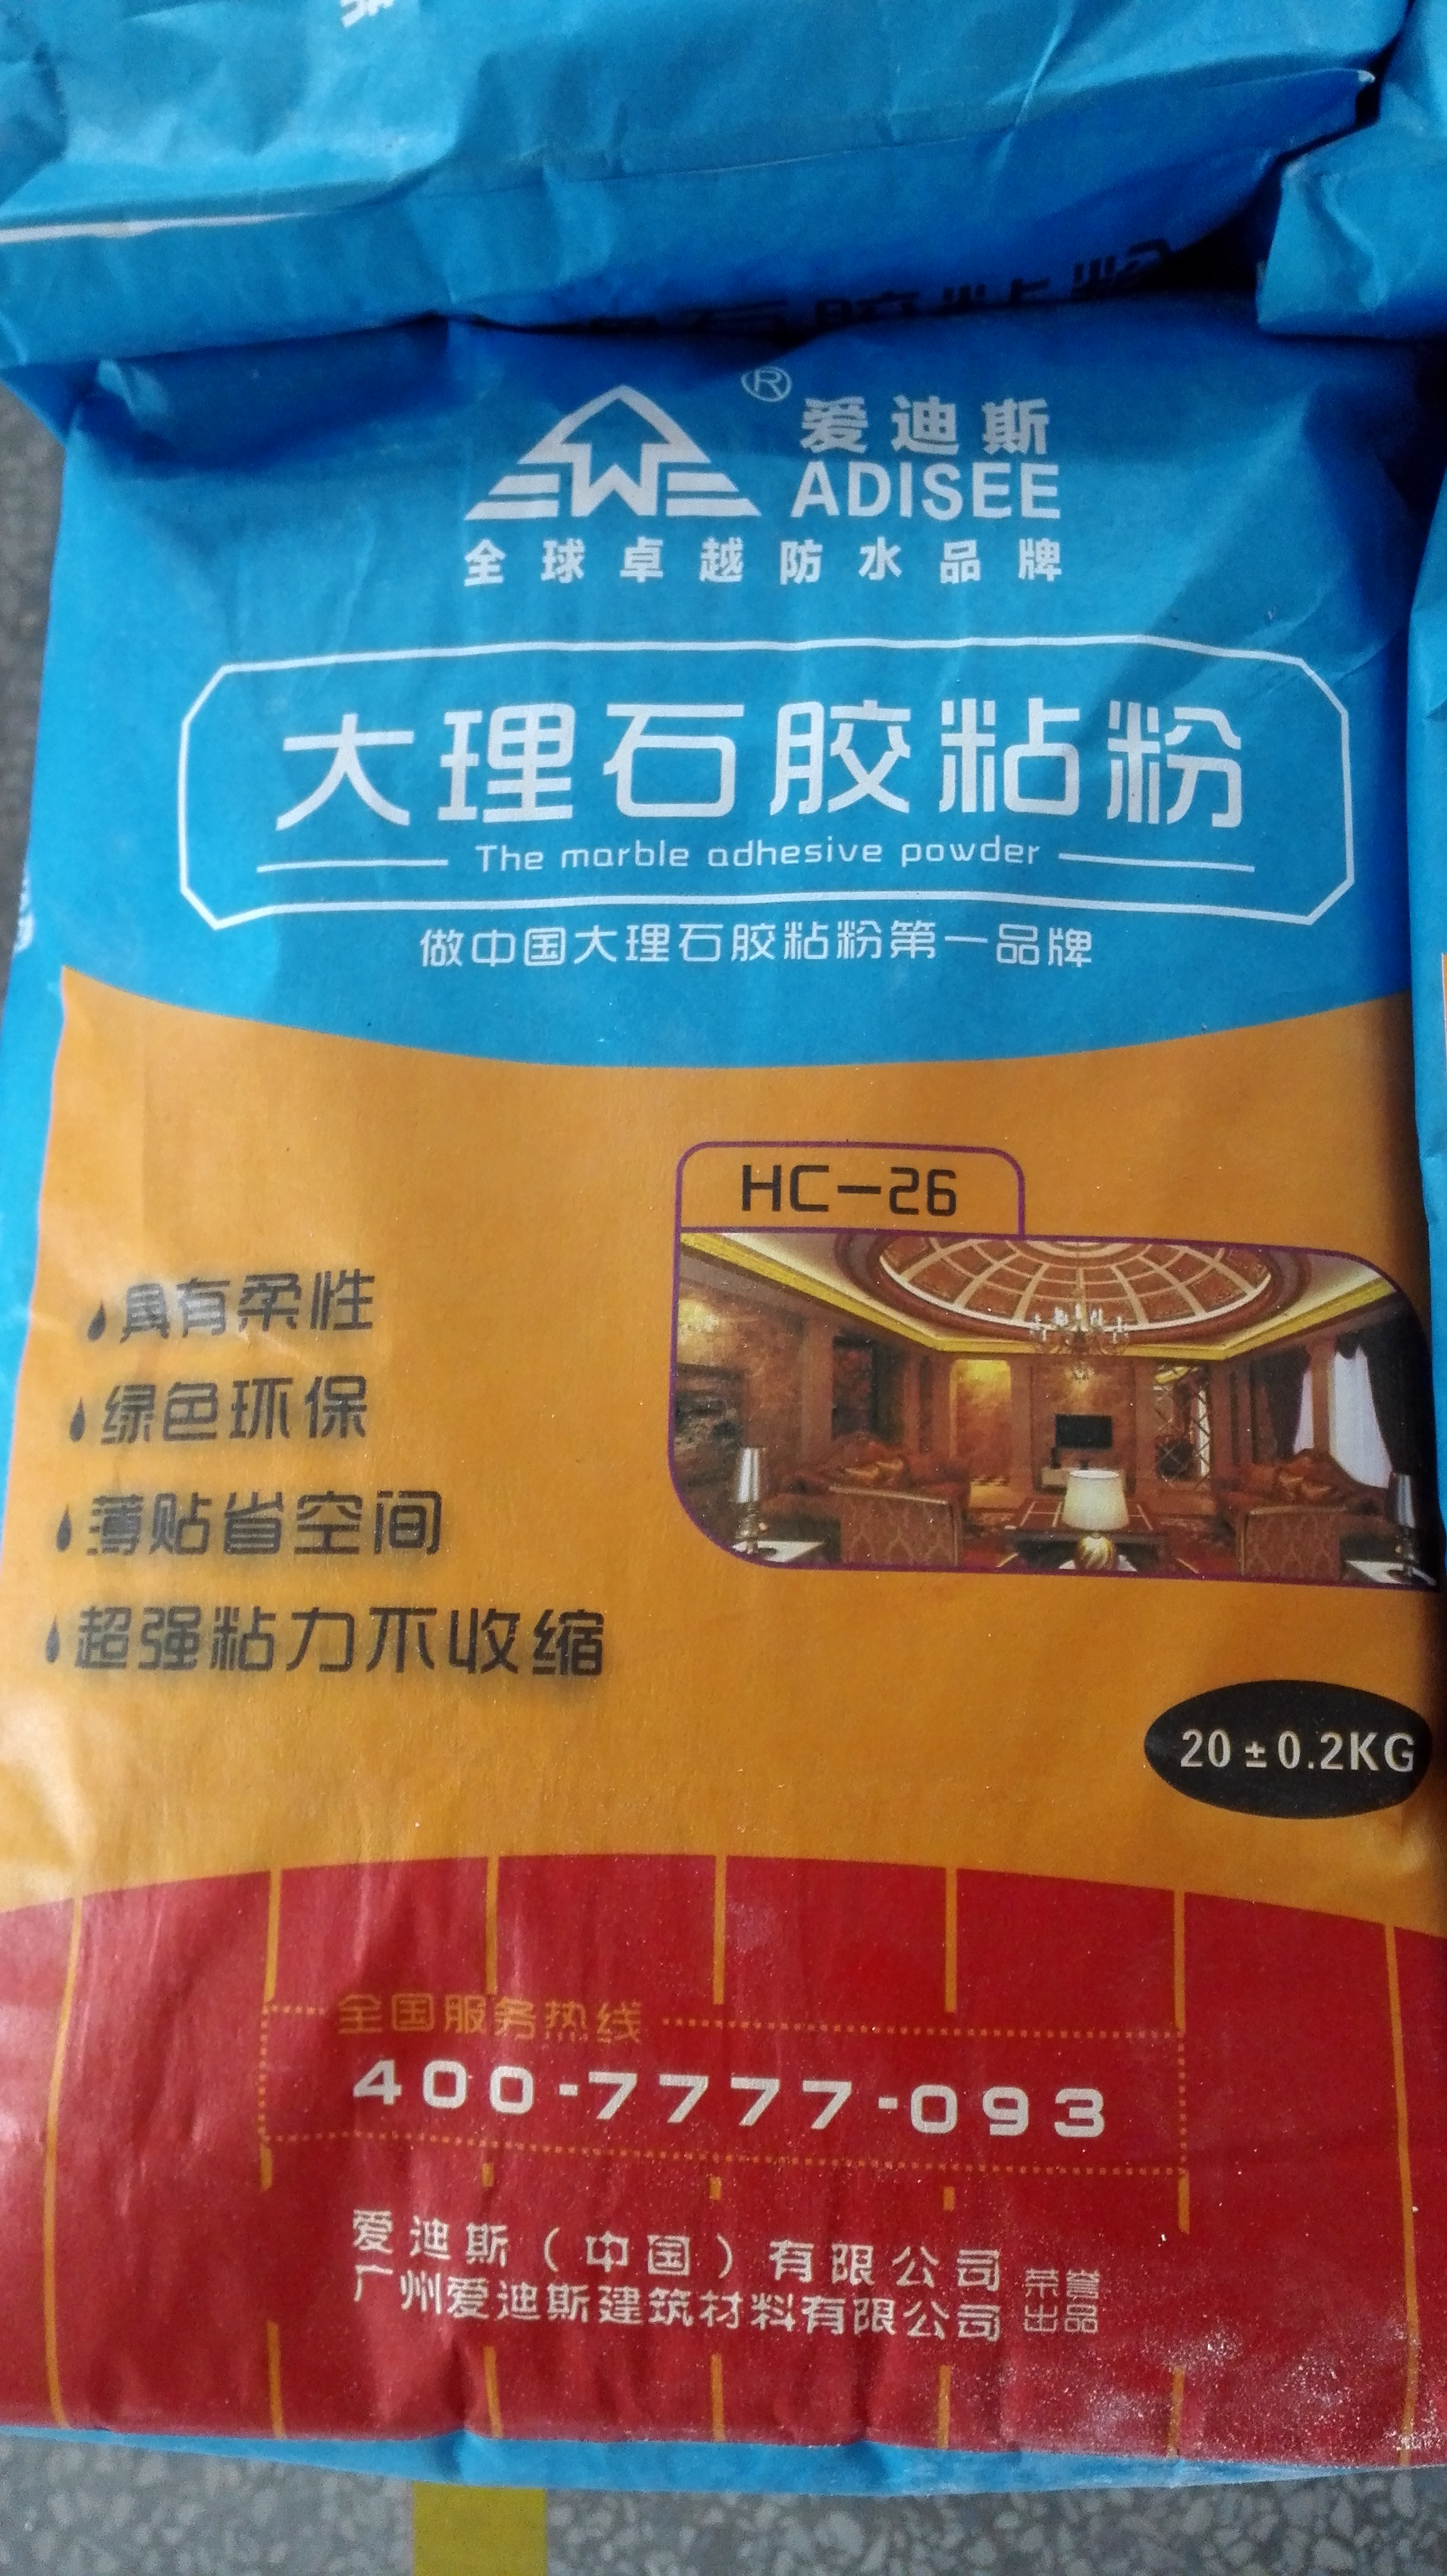 石胶粘粉
®
爱迪斯
ADISEE
全球卓越防水品牌
大理石胶粘粉
The marble adhesive powder
做中国大理石胶粘粉第一品牌
HC-26
具有柔性
绿色环保
薄贴省空间
超强粘力不收缩
20±0.2KG
全国服务热线
400-7777-093
爱迪斯（中国）有限公司
广州爱迪斯建筑材料有限公司
荣誉
出品